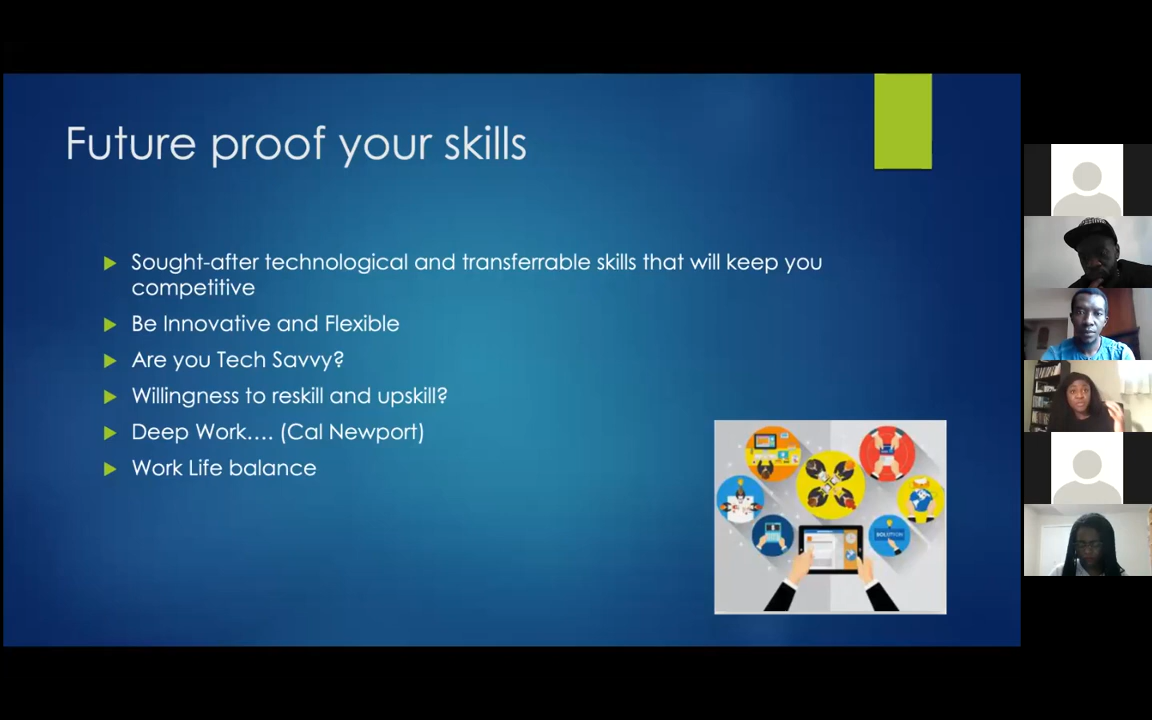 Future proof your skills
Sought-after technological and transferrable skills that will keep you
competitive
Be Innovative and Flexible
Are you Tech Savvy?
Willingness to reskill and upskill?
Deep Work…. (Cal Newport)
Work Life balance
SOLUTION